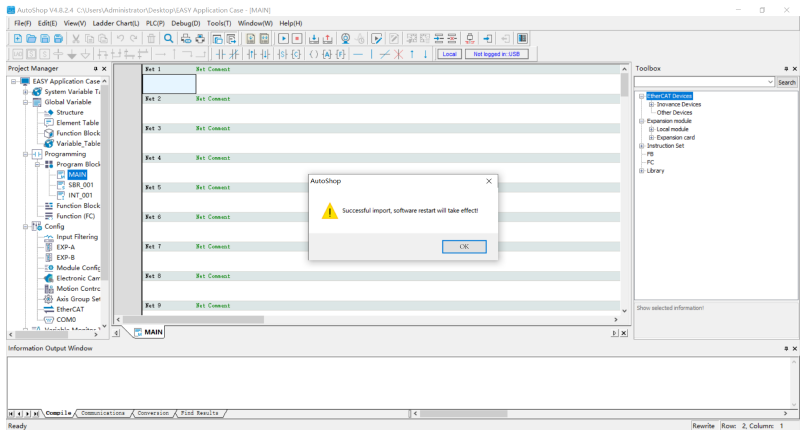 AutoShop V4.8.2.4 C:\Users\Administrator\Desktop\EASY Application Case - [MAIN]
File(F) Edit(E) View(V) Ladder Chart(L) PLC(P) Debug(D) Tools(T) Window(W) Help(H)
Local Not logged in: USB
Project Manager
EASY Application Case
System Variable Ta
Global Variable
Structure
Element Table
Function Block
Variable_Table
Programming
Program Block
MAIN
SBR_001
INT_001
Function Block
Function (FC)
Config
Input Filtering
EXP-A
EXP-B
Module Config
Electronic Cam
Motion Contro
Axis Group Set
EtherCAT
COM0
Net 1 Net Comment
Net 2 Net Comment
Net 3 Net Comment
Net 4 Net Comment
Net 5 Net Comment
Net 6 Net Comment
Net 7 Net Comment
Net 8 Net Comment
Net 9 Net Comment
MAIN
AutoShop
Successful import, software restart will take effect!
OK
Toolbox
Search
EtherCAT Devices
Inovance Devices
Other Devices
Expansion module
Local module
Expansion card
Instruction Set
FB
FC
Library
Show selected information!
Information Output Window
Compile Communications Conversion Find Results
Ready
Rewrite Row: 2, Column: 1